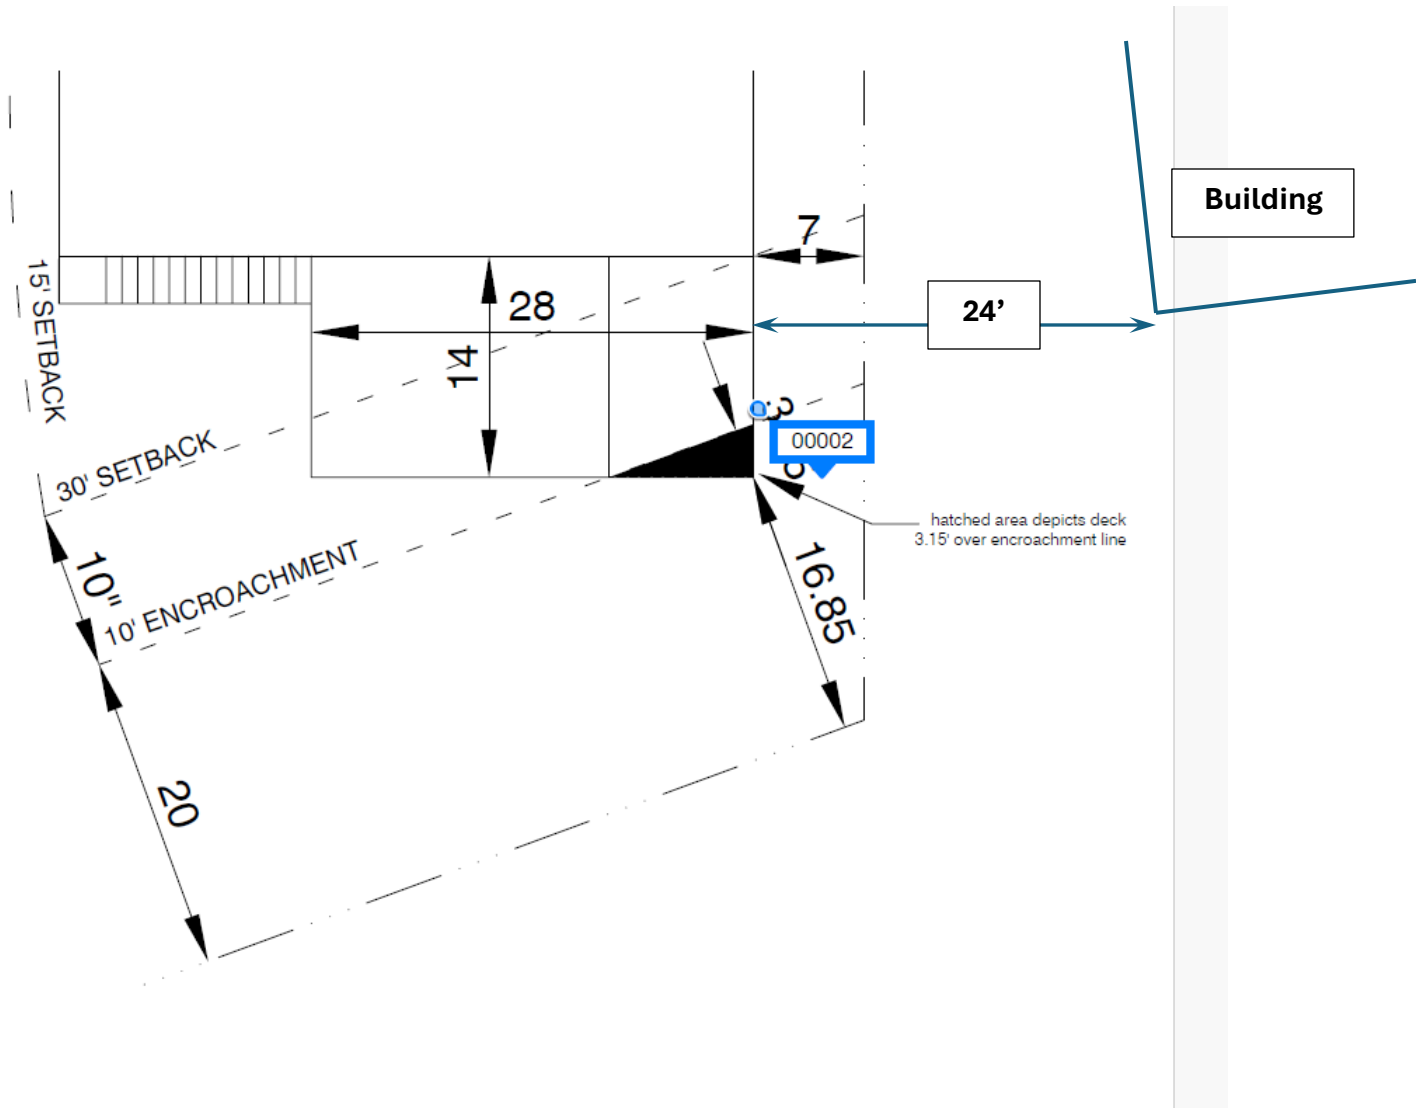 Building
7
15' SETBACK
28
24'
14
00002
30' SETBACK
hatched area depicts deck
3.15' over encroachment line
10"
10' ENCROACHMENT
16.85
20